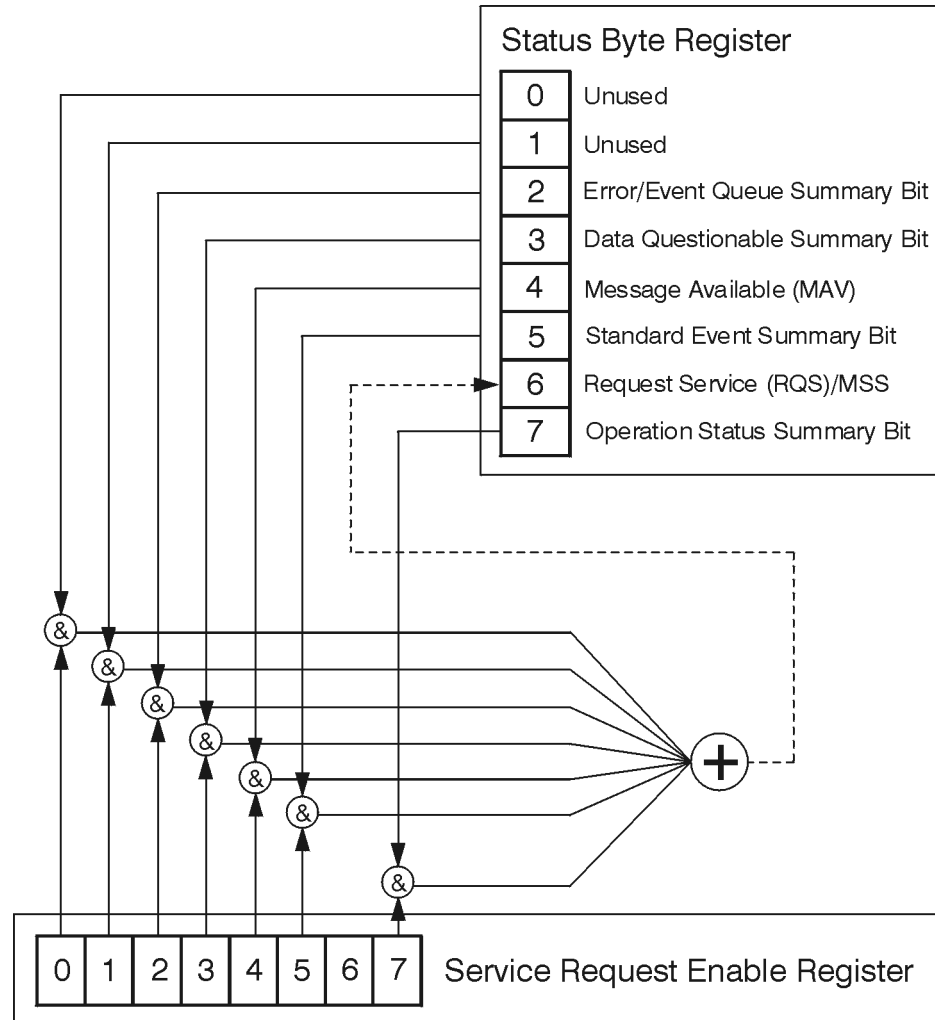 Status Byte Register
0 Unused
1 Unused
2 Error/Event Queue Summary Bit
3 Data Questionable Summary Bit
4 Message Available (MAV)
5 Standard Event Summary Bit
6 Request Service (RQS)/MSS
7 Operation Status Summary Bit
&
&
&
&
&
&
&
+
0 1 2 3 4 5 6 7 Service Request Enable Register